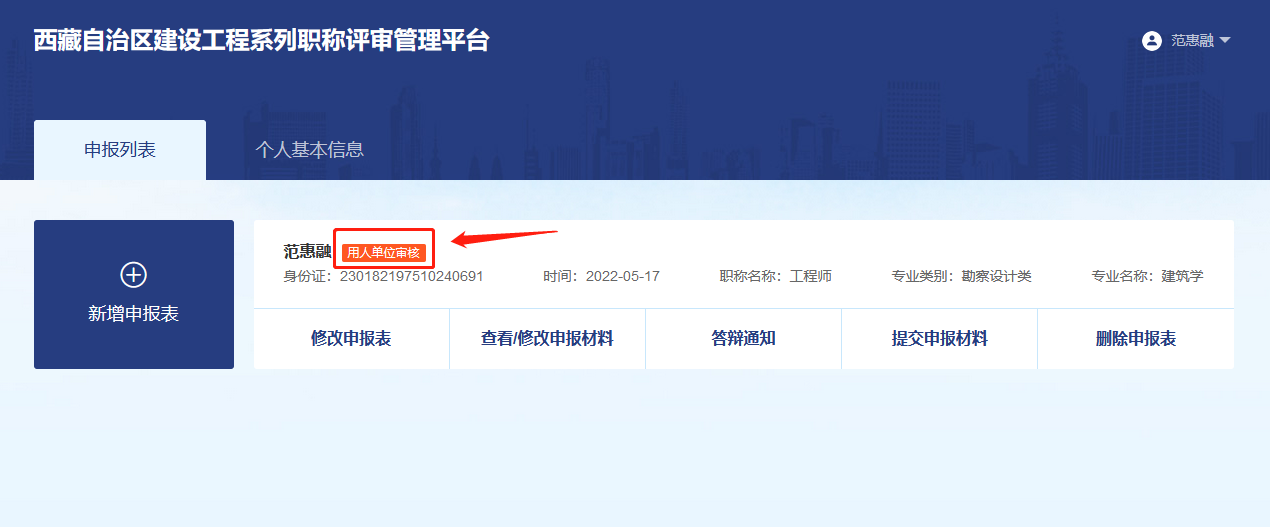 西藏自治区建设工程系列职称评审管理平台
范惠融
申报列表
个人基本信息
新增申报表
范惠融 用人单位审核
身份证：230182197510240691 时间：2022-05-17 职称名称：工程师 专业类别：勘察设计类 专业名称：建筑学
修改申报表 查看/修改申报材料 答辩通知 提交申报材料 删除申报表